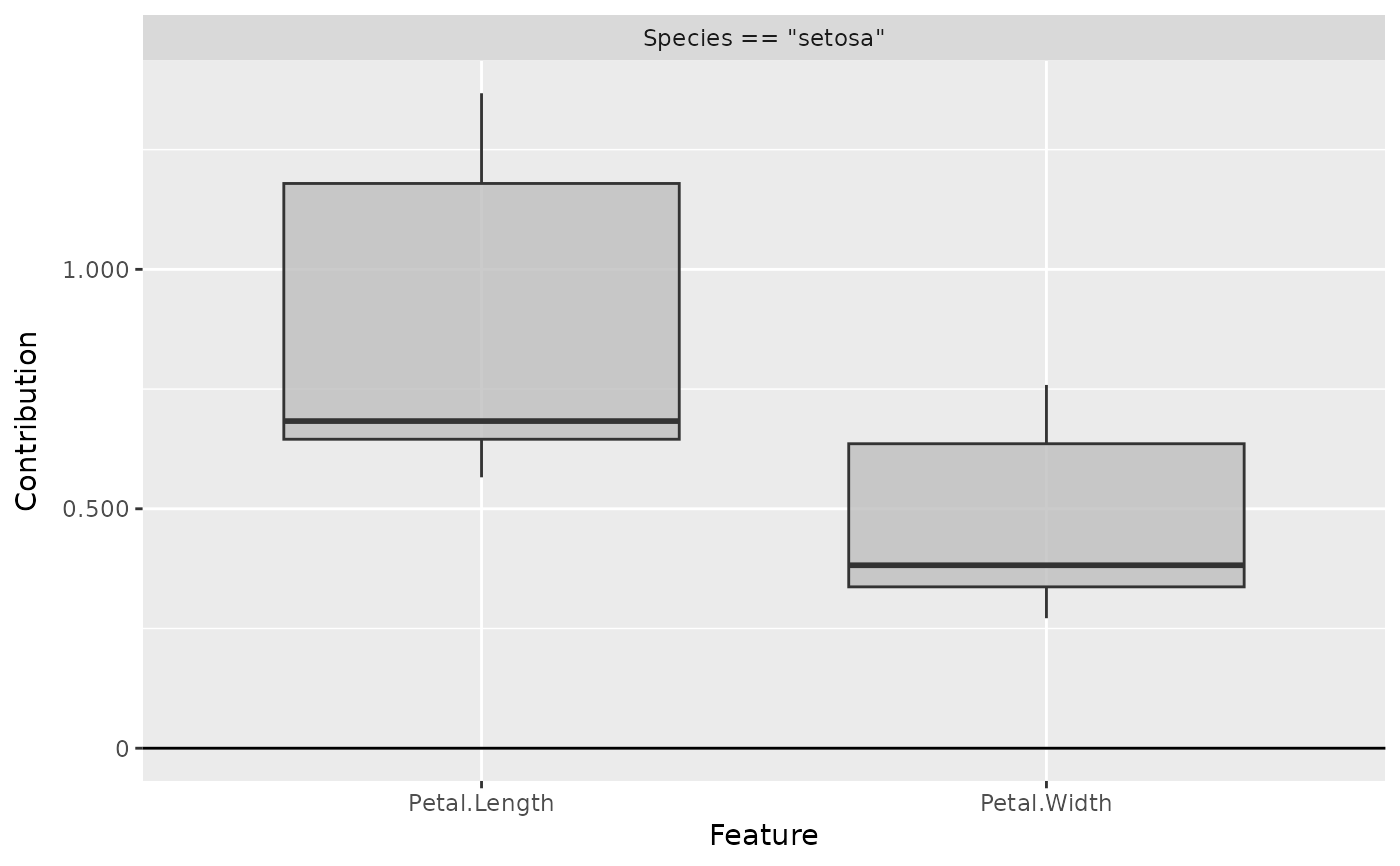 Species == "setosa"
Contribution
1.000
0.500
0
Petal.Length
Petal.Width
Feature